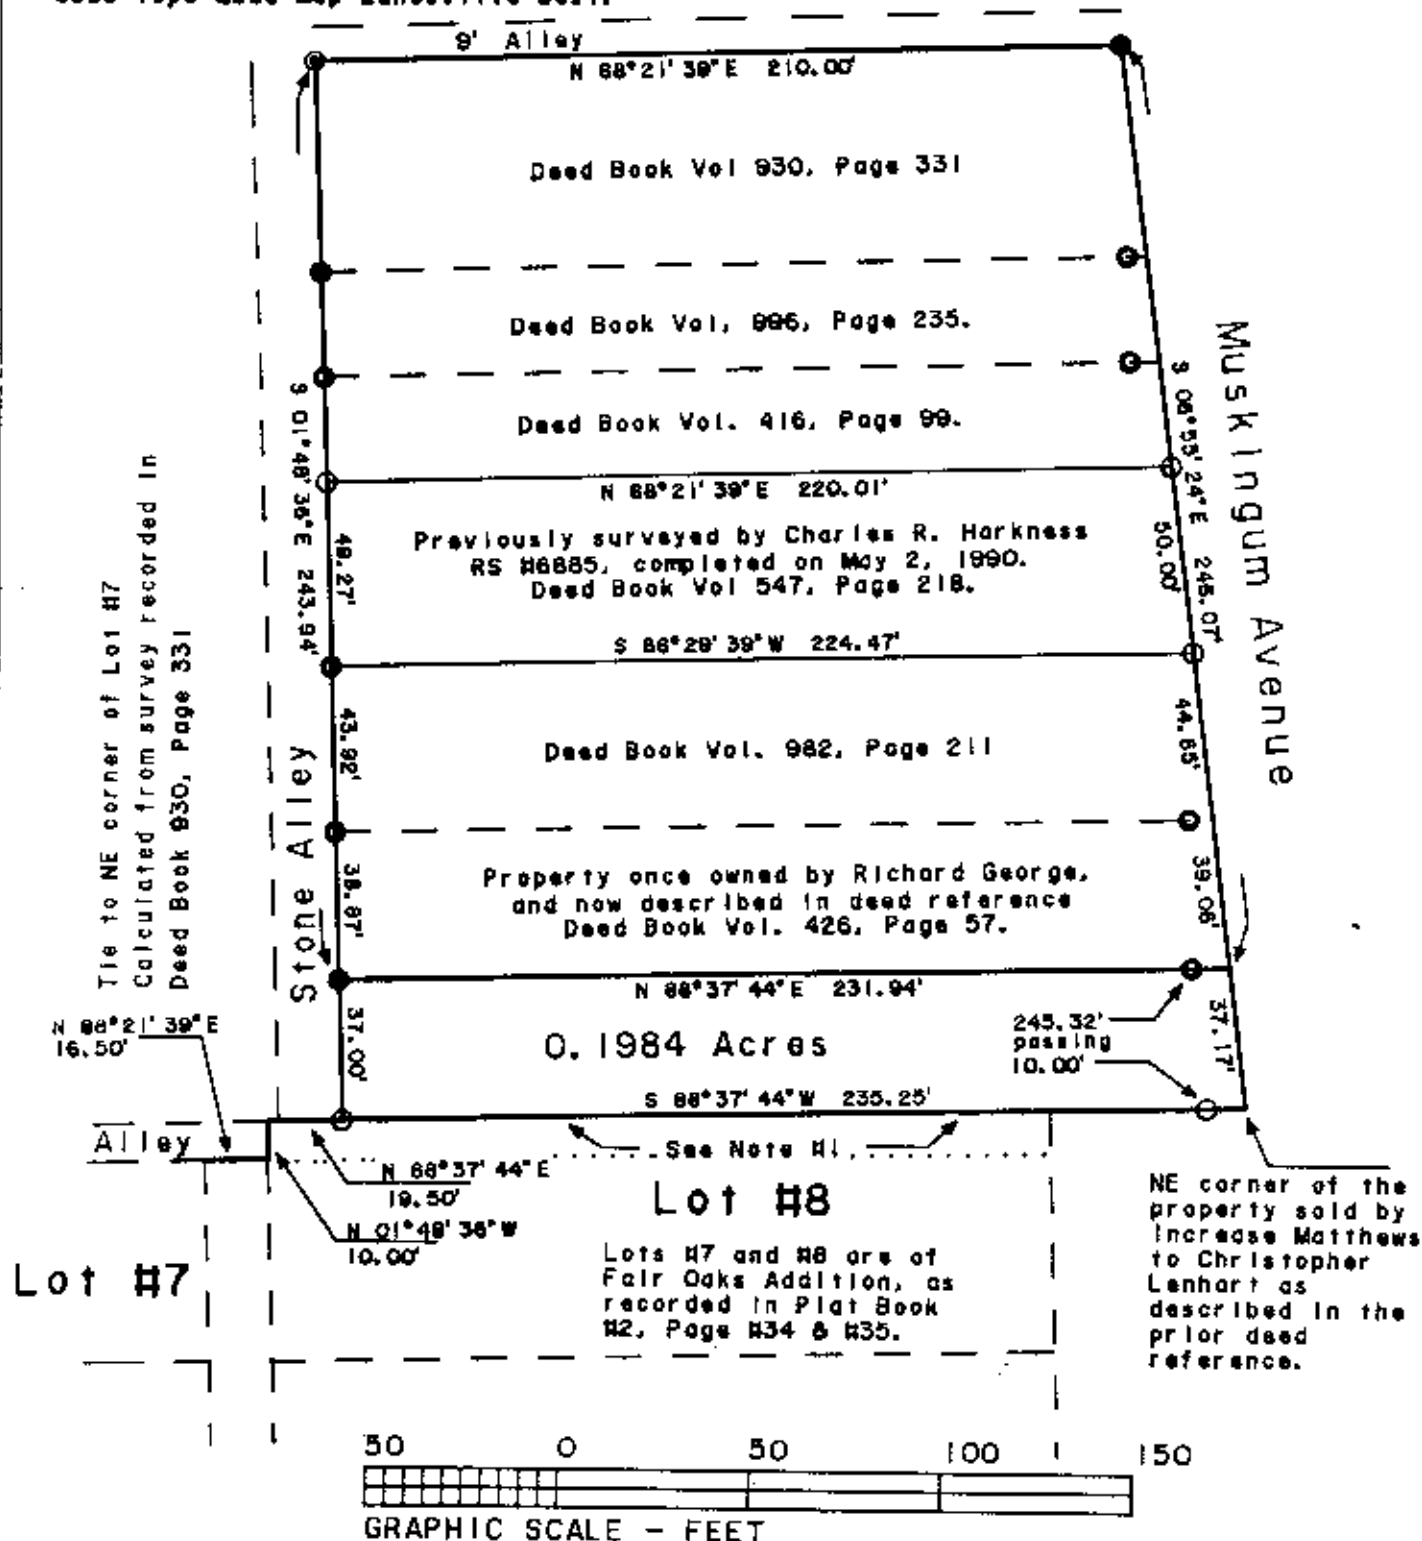 9' Alley
N 88°21'39" E 210.00'
Deed Book Vol 930, Page 331
Deed Book Vol, 996, Page 235.
Deed Book Vol. 416, Page 99.
N 88°21'39" E 220.01'
Previously surveyed by Charles R. Harkness
RS #6885, completed on May 2, 1990.
Deed Book Vol 547, Page 218.
S 86°29'39" W 224.47'
Deed Book Vol. 982, Page 211
Property once owned by Richard George,
and now described in deed reference
Deed Book Vol. 426, Page 57.
N 88°37'44" E 231.94'
0.1984 Acres
S 88°37'44" W 235.25'
S 01°48'36" E 243.94'
49.27'
43.92'
38.87'
37.00'
Stone Alley
Muskingum Avenue
S 06°55'24" E 245.07'
50.00'
44.65'
39.06'
37.17'
245.32'
passing
10.00'
Tie to NE corner of Lot #7
Calculated from survey recorded in
Deed Book 930, Page 331
N 88°21'39" E
16.50'
Alley
See Note #1
N 88°37'44" E
19.50'
N 01°48'36" W
10.00'
Lot #7
Lot #8
Lots #7 and #8 are of
Fair Oaks Addition, as
recorded in Plat Book
#2, Page #34 & #35.
NE corner of the
property sold by
Increase Matthews
to Christopher
Lenhart as
described in the
prior deed
reference.
50 0 50 100 150
GRAPHIC SCALE - FEET